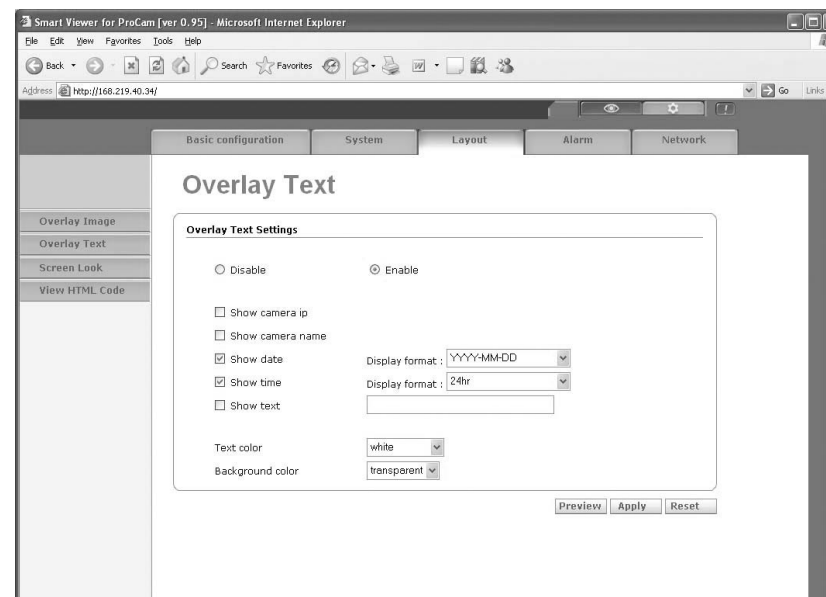 Smart Viewer for ProCam [ver 0.95] - Microsoft Internet Explorer
File Edit View Favorites Tools Help
Back Search Favorites
Address http://168.219.40.34/ Go Links
Basic configuration System Layout Alarm Network
Overlay Text
Overlay Image
Overlay Text
Screen Look
View HTML Code
Overlay Text Settings
Disable Enable
Show camera ip
Show camera name
Show date Display format : YYYY-MM-DD
Show time Display format : 24hr
Show text
Text color white
Background color transparent
Preview Apply Reset